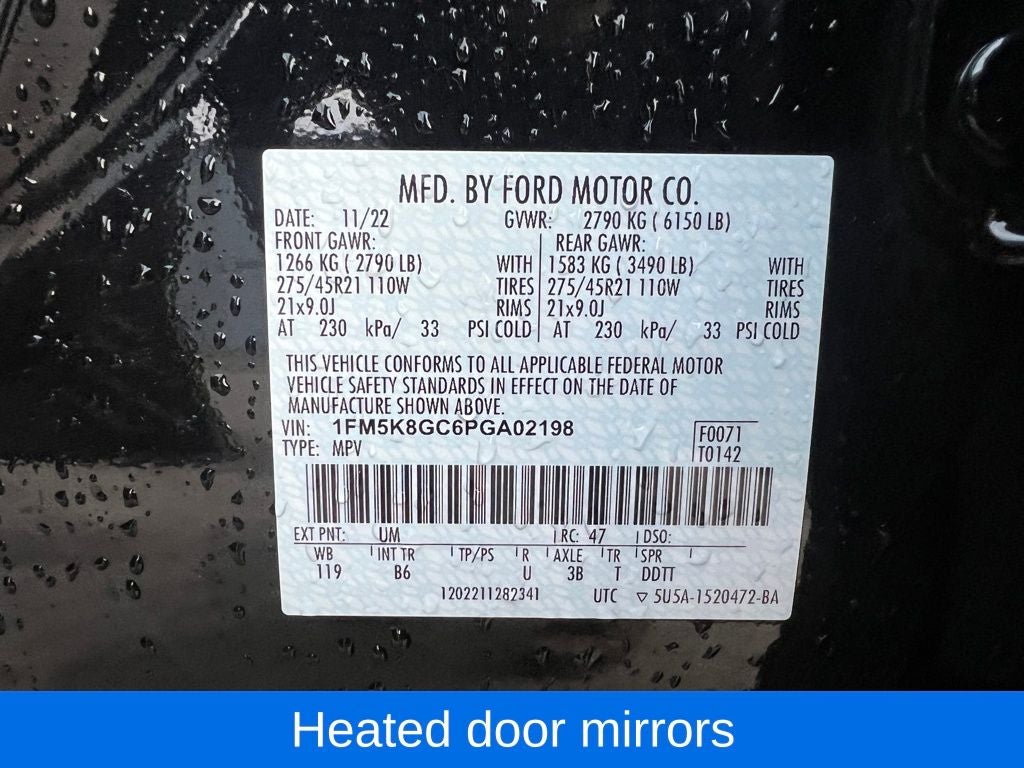 MFD. BY FORD MOTOR CO.
DATE: 11/22 GVWR: 2790 KG ( 6150 LB)
FRONT GAWR: REAR GAWR:
1266 KG ( 2790 LB) WITH 1583 KG ( 3490 LB) WITH
275/45R21 110W TIRES 275/45R21 110W TIRES
21x9.0J RIMS 21x9.0J RIMS
AT 230 kPa/ 33 PSI COLD AT 230 kPa/ 33 PSI COLD
THIS VEHICLE CONFORMS TO ALL APPLICABLE FEDERAL MOTOR
VEHICLE SAFETY STANDARDS IN EFFECT ON THE DATE OF
MANUFACTURE SHOWN ABOVE.
VIN: 1FM5K8GC6PGA02198 F0071
TYPE: MPV T0142
EXT PNT: UM RC: 47 DSO:
WB INT TR TP/PS R AXLE TR SPR
119 B6 U 3B T DDTT
1202211282341 UTC ▽ 5U5A-1520472-BA
Heated door mirrors